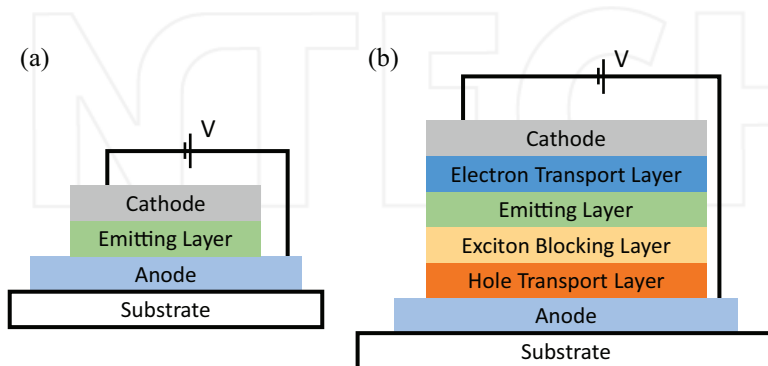 NTECH
(a)
V
Cathode
Emitting Layer
Anode
Substrate
(b)
V
Cathode
Electron Transport Layer
Emitting Layer
Exciton Blocking Layer
Hole Transport Layer
Anode
Substrate